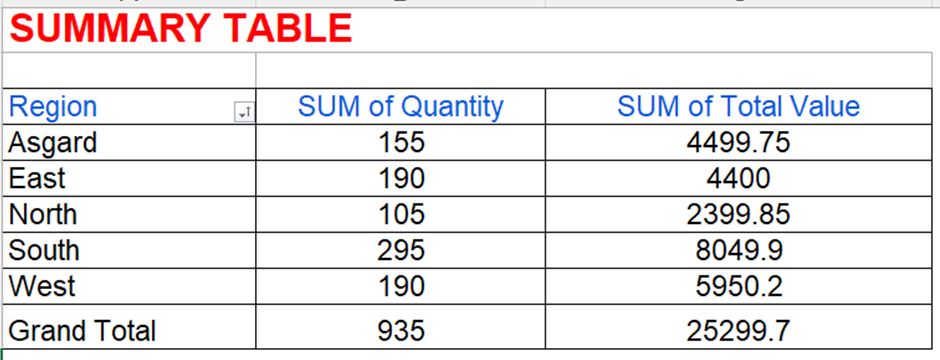 SUMMARY TABLE
Region SUM of Quantity SUM of Total Value
Asgard 155 4499.75
East 190 4400
North 105 2399.85
South 295 8049.9
West 190 5950.2
Grand Total 935 25299.7